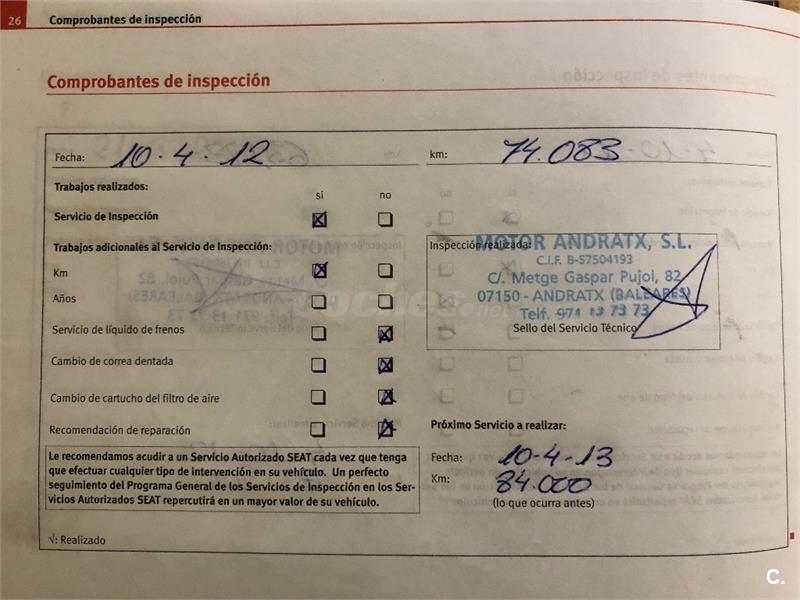 26 Comprobantes de inspección
Comprobantes de inspección
Fecha: 10.4.12 km: 74.083
Trabajos realizados:
si no
Servicio de Inspección
Trabajos adicionales al Servicio de Inspección:
Km
Años
Servicio de líquido de frenos
Cambio de correa dentada
Cambio de cartucho del filtro de aire
Recomendación de reparación
Inspección realizada:
MOTOR ANDRATX, S.L.
C.I.F. B-57504193
C/. Metge Gaspar Pujol, 82
07150 - ANDRATX (BALEARES)
Telf. 971 13 73 73
Sello del Servicio Técnico
Próximo Servicio a realizar:
Fecha: 10-4-13
Km: 84.000
(lo que ocurra antes)
Le recomendamos acudir a un Servicio Autorizado SEAT cada vez que tenga
que efectuar cualquier tipo de intervención en su vehículo. Un perfecto
seguimiento del Programa General de los Servicios de Inspección en los Ser-
vicios Autorizados SEAT repercutirá en un mayor valor de su vehículo.
√: Realizado
C.